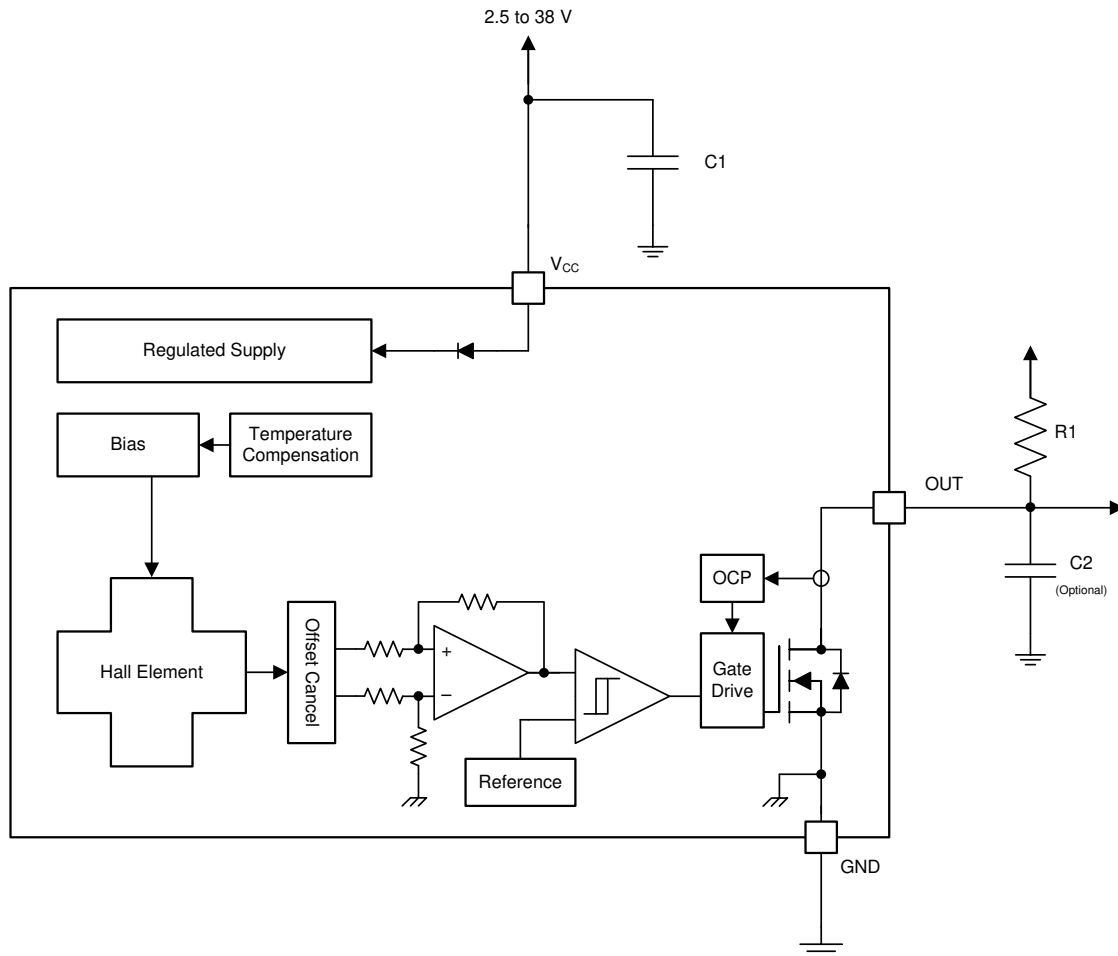 2.5 to 38 V
C1
VCC
Regulated Supply
Bias
Temperature
Compensation
R1
OUT
C2
(Optional)
OCP
Hall Element
Offset Cancel
+
−
Gate
Drive
Reference
GND